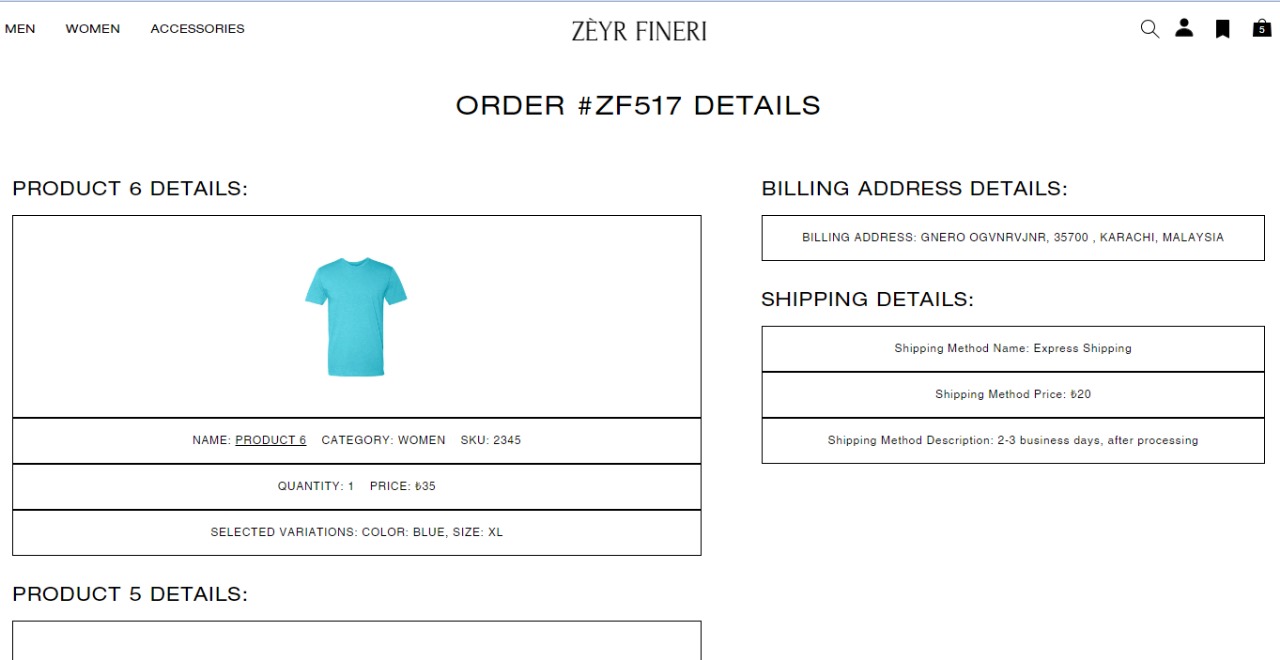 MEN WOMEN ACCESSORIES ZÈYR FINERI 5
ORDER #ZF517 DETAILS
PRODUCT 6 DETAILS:
NAME: PRODUCT 6 CATEGORY: WOMEN SKU: 2345
QUANTITY: 1 PRICE: ₺35
SELECTED VARIATIONS: COLOR: BLUE, SIZE: XL
PRODUCT 5 DETAILS:
BILLING ADDRESS DETAILS:
BILLING ADDRESS: GNERO OGVNRVJNR, 35700 , KARACHI, MALAYSIA
SHIPPING DETAILS:
Shipping Method Name: Express Shipping
Shipping Method Price: ₺20
Shipping Method Description: 2-3 business days, after processing